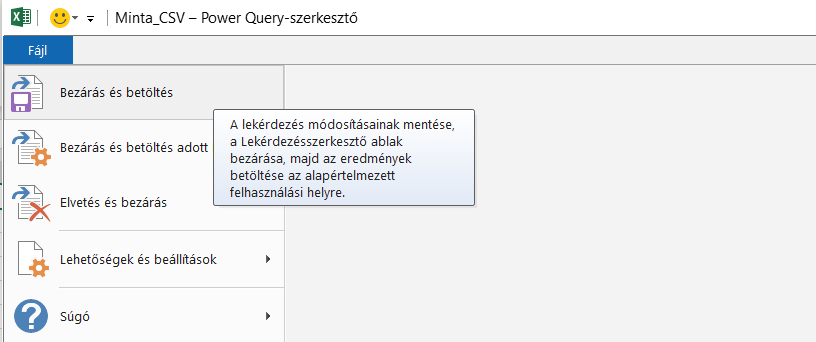 Minta_CSV – Power Query-szerkesztő
Fájl
Bezárás és betöltés
Bezárás és betöltés adott
Elvetés és bezárás
Lehetőségek és beállítások
Súgó
A lekérdezés módosításainak mentése,
a Lekérdezésszerkesztő ablak
bezárása, majd az eredmények
betöltése az alapértelmezett
felhasználási helyre.